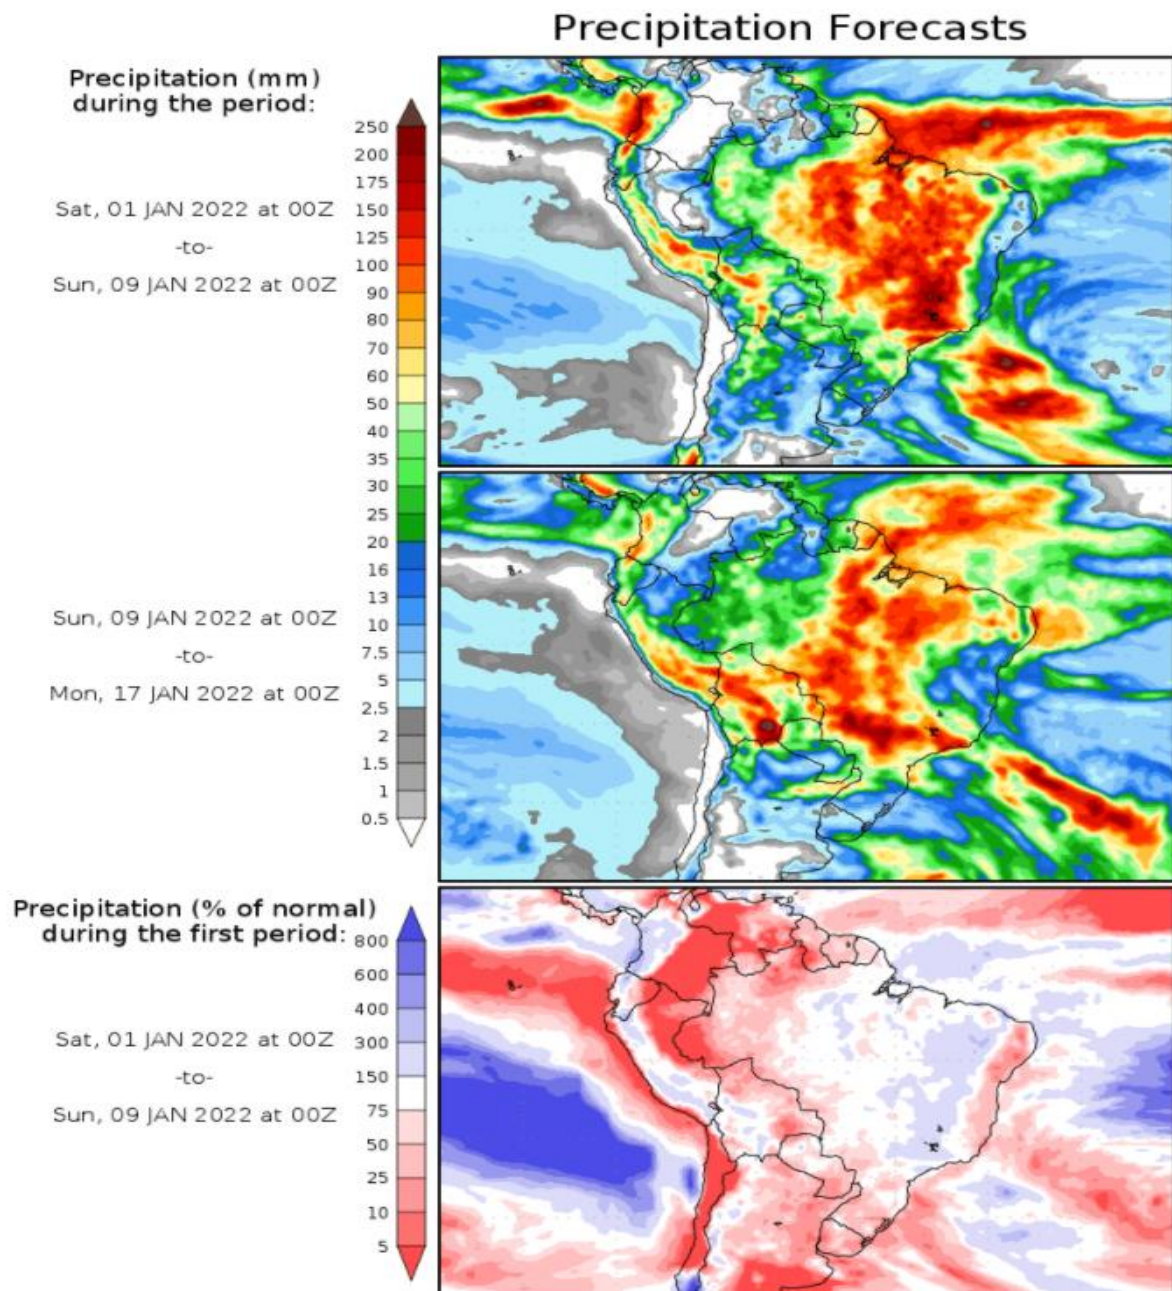 Precipitation Forecasts
Precipitation (mm)
during the period:
250
200
175
150
125
100
90
80
70
60
50
40
35
30
25
20
16
13
10
7.5
5
2.5
2
1.5
1
0.5
Sat, 01 JAN 2022 at 00Z
-to-
Sun, 09 JAN 2022 at 00Z
Sun, 09 JAN 2022 at 00Z
-to-
Mon, 17 JAN 2022 at 00Z
Precipitation (% of normal)
during the first period:
800
600
400
300
150
75
50
25
10
5
Sat, 01 JAN 2022 at 00Z
-to-
Sun, 09 JAN 2022 at 00Z